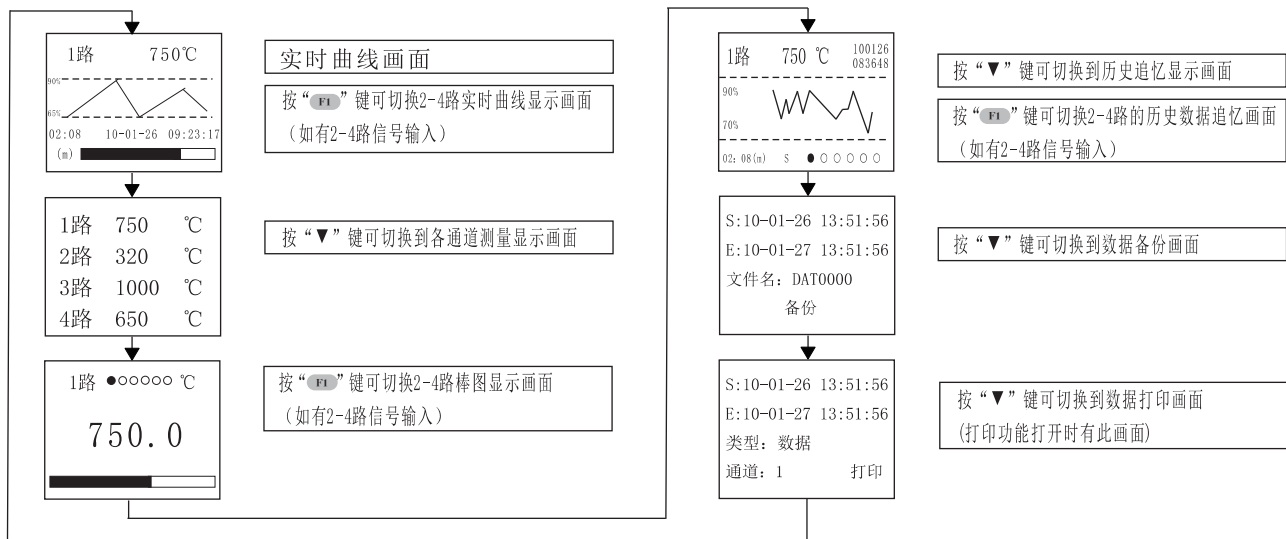 1路 750℃
90%
65%
02:08 10-01-26 09:23:17
(m)
实时曲线画面
按“F1”键可切换2-4路实时曲线显示画面
（如有2-4路信号输入）
1路 750 ℃
2路 320 ℃
3路 1000 ℃
4路 650 ℃
按“▼”键可切换到各通道测量显示画面
1路 ●○○○○○ ℃
750.0
按“F1”键可切换2-4路棒图显示画面
（如有2-4路信号输入）
1路 750 ℃ 100126
083648
90%
70%
02: 08(m) S ●○○○○○
按“▼”键可切换到历史追忆显示画面
按“F1”键可切换2-4路的历史数据追忆画面
（如有2-4路信号输入）
S:10-01-26 13:51:56
E:10-01-27 13:51:56
文件名: DAT0000
备份
按“▼”键可切换到数据备份画面
S:10-01-26 13:51:56
E:10-01-27 13:51:56
类型: 数据
通道: 1 打印
按“▼”键可切换到数据打印画面
(打印功能打开时有此画面)